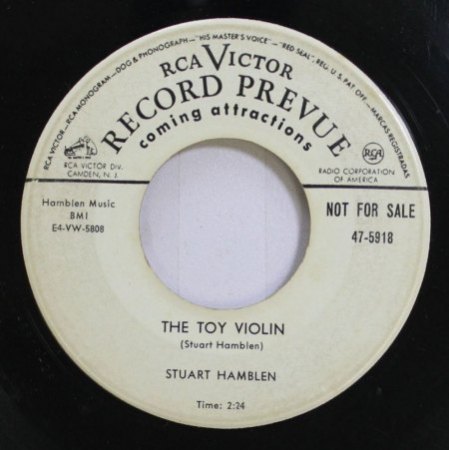 RCA VICTOR—RCA MONOGRAM—DOG & PHONOGRAPH—"HIS MASTER'S VOICE"—"RED SEAL", REG. U. S. PAT OFF.—MARCAS REGISTRADAS
RCA VICTOR
RECORD PREVUE
coming attractions
RCA VICTOR DIV.
CAMDEN, N. J.
RCA
RADIO CORPORATION
OF AMERICA
Hamblen Music
BMI
E4-VW-5808
NOT FOR SALE
47-5918
THE TOY VIOLIN
(Stuart Hamblen)
STUART HAMBLEN
Time: 2:24